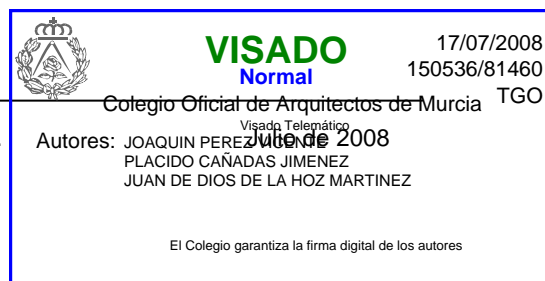 VISADO
Normal
17/07/2008
150536/81460
TGO
Colegio Oficial de Arquitectos de Murcia
Visado Telemático
Julio de 2008
Autores: JOAQUIN PEREZ VICENTE
PLACIDO CAÑADAS JIMENEZ
JUAN DE DIOS DE LA HOZ MARTINEZ
El Colegio garantiza la firma digital de los autores